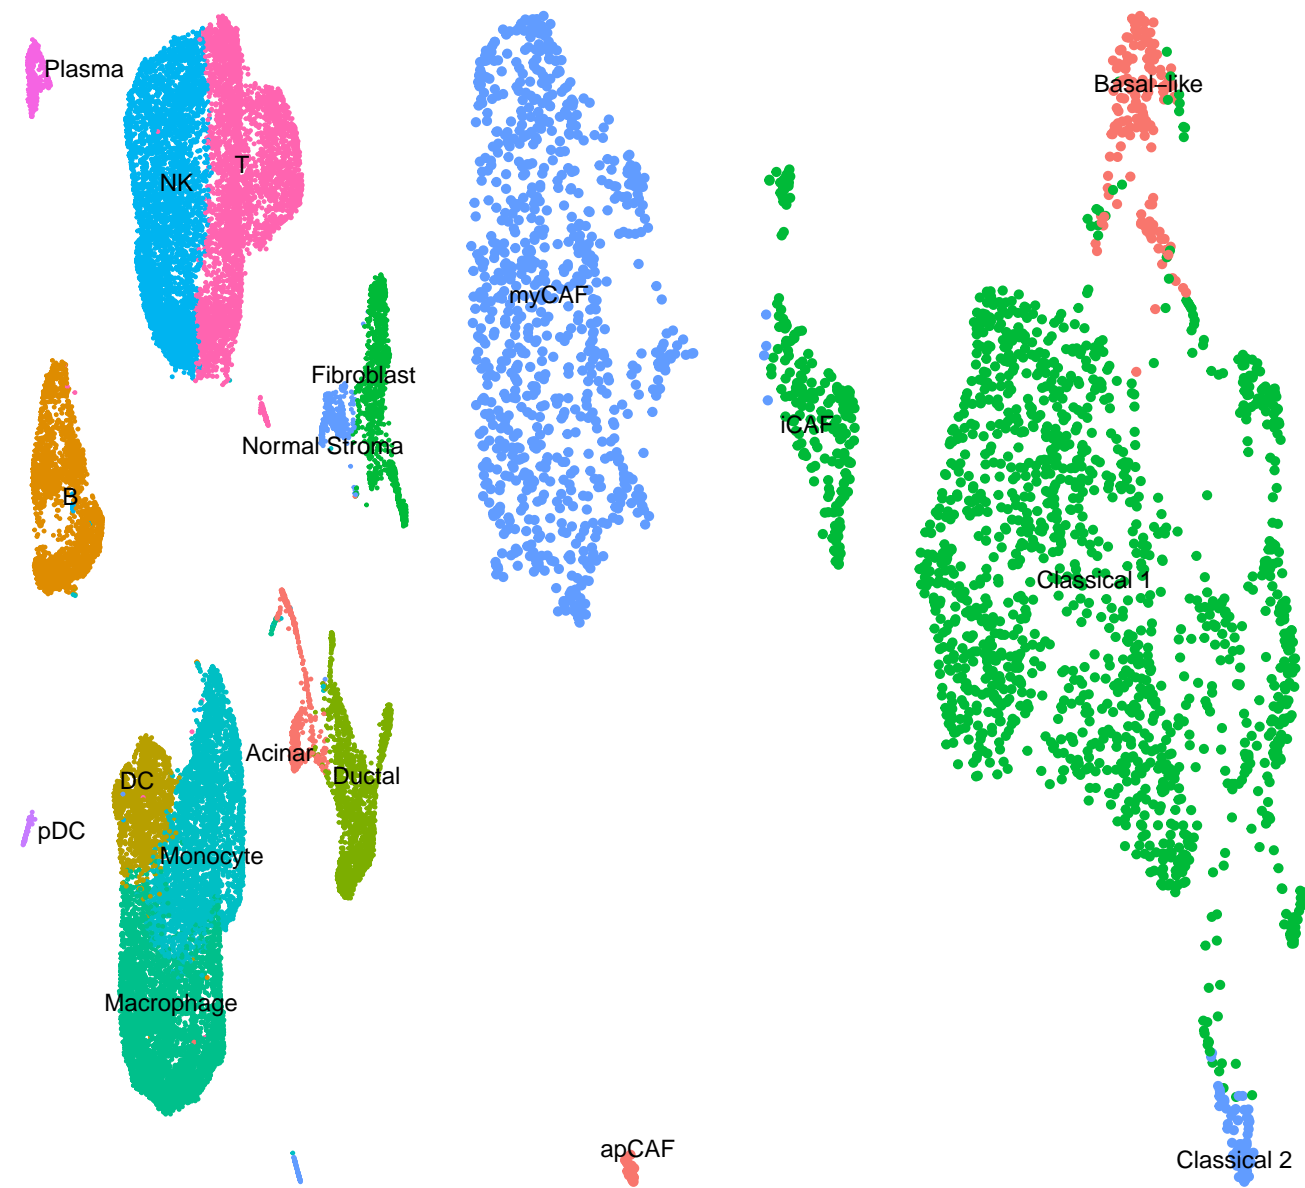 Plasma
Basal−like
T
NK
myCAF
Fibroblast
iCAF
Normal Stroma
B
Classical 1
Acinar
Ductal
DC
pDC
Monocyte
Macrophage
apCAF
Classical 2